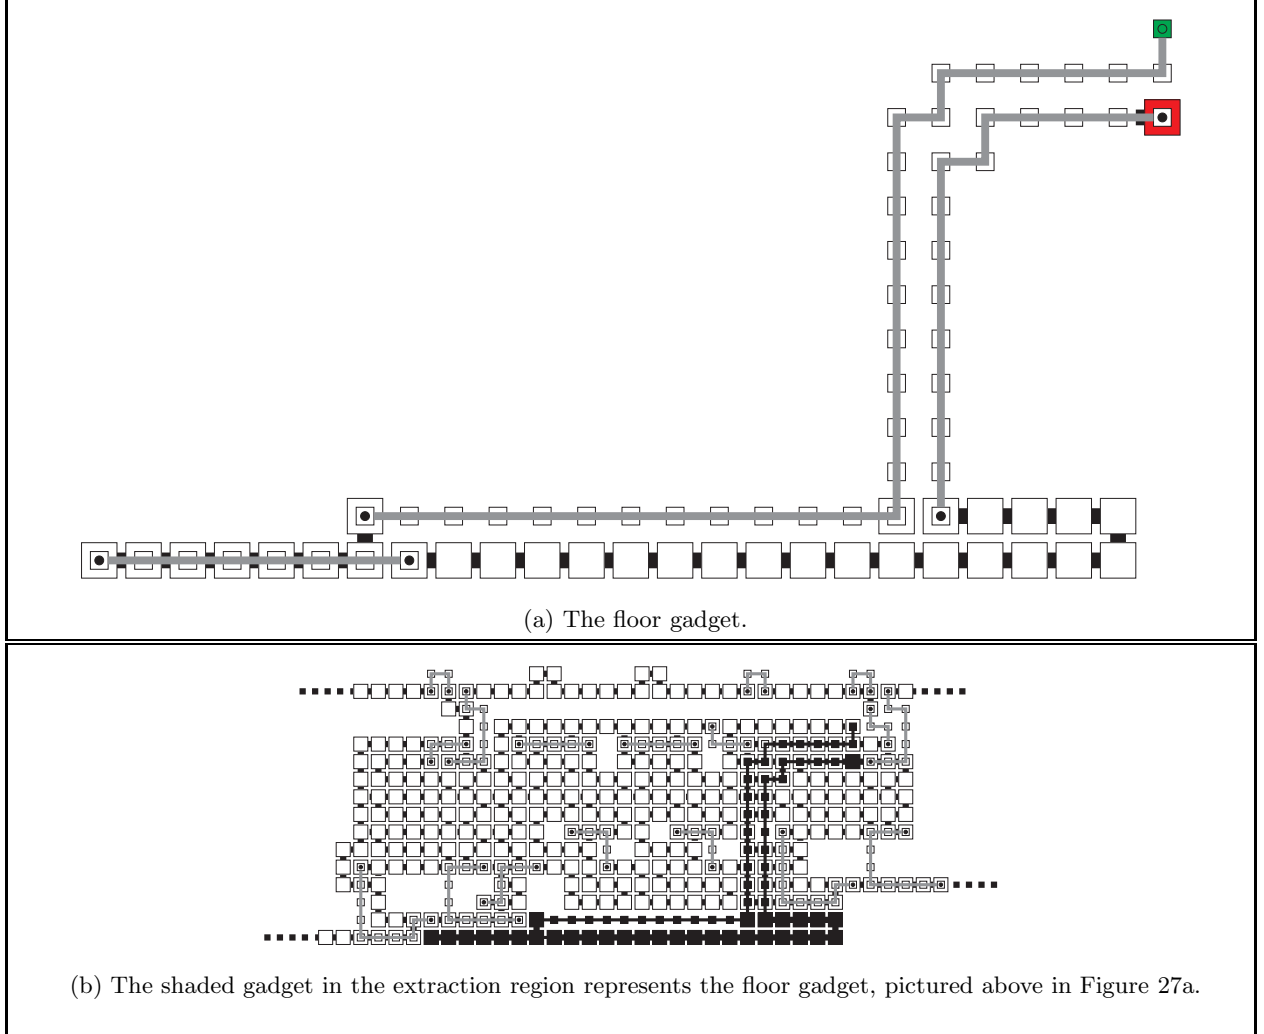 (a) The floor gadget.
(b) The shaded gadget in the extraction region represents the floor gadget, pictured above in Figure 27a.